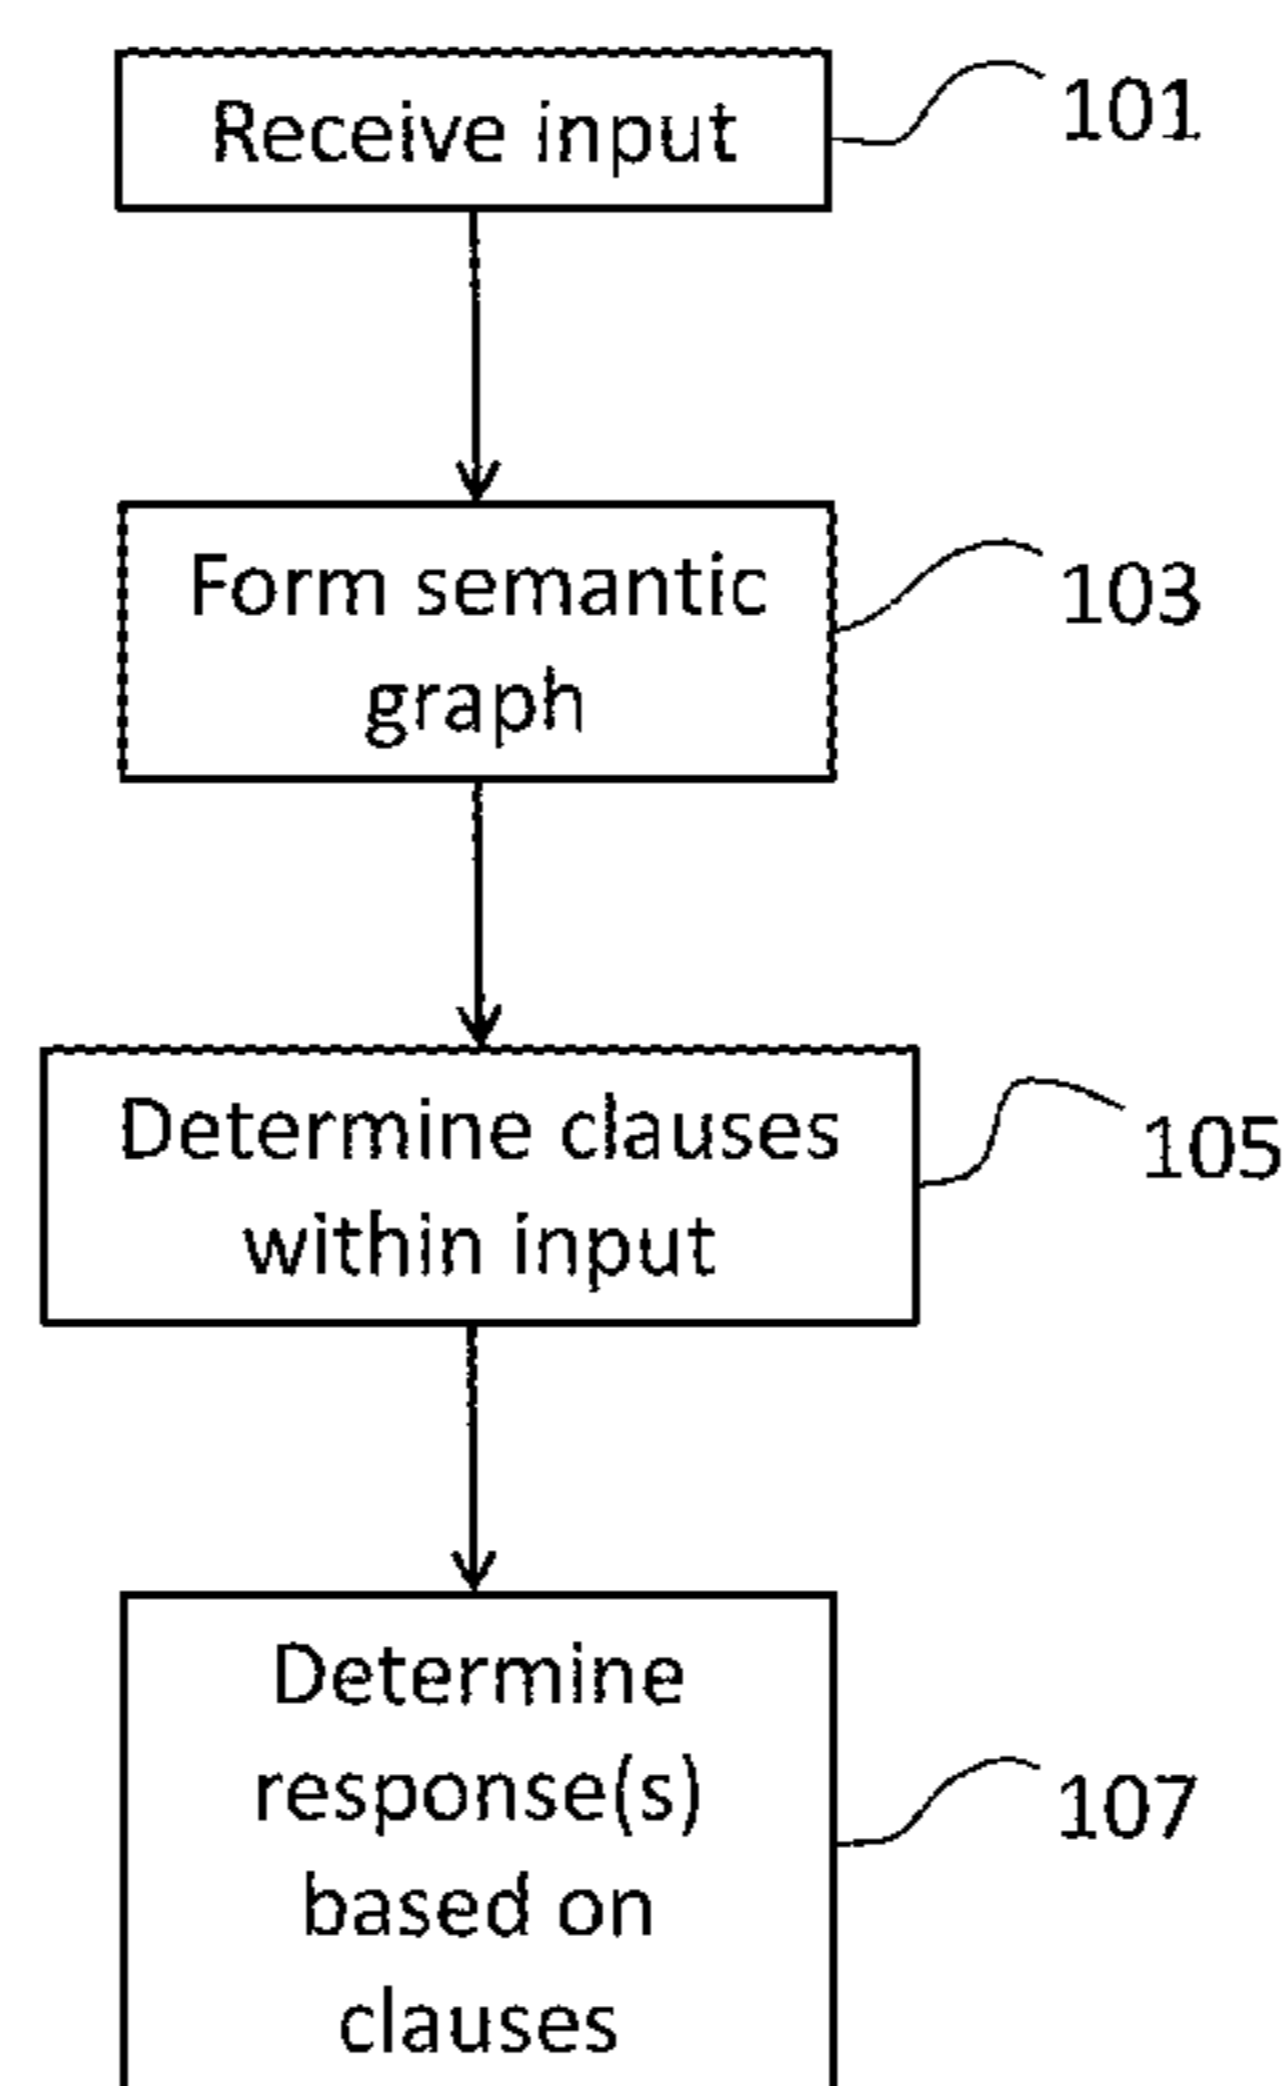 Receive input
101
Form semantic
graph
103
Determine clauses
within input
105
Determine
response(s)
based on
clauses
107